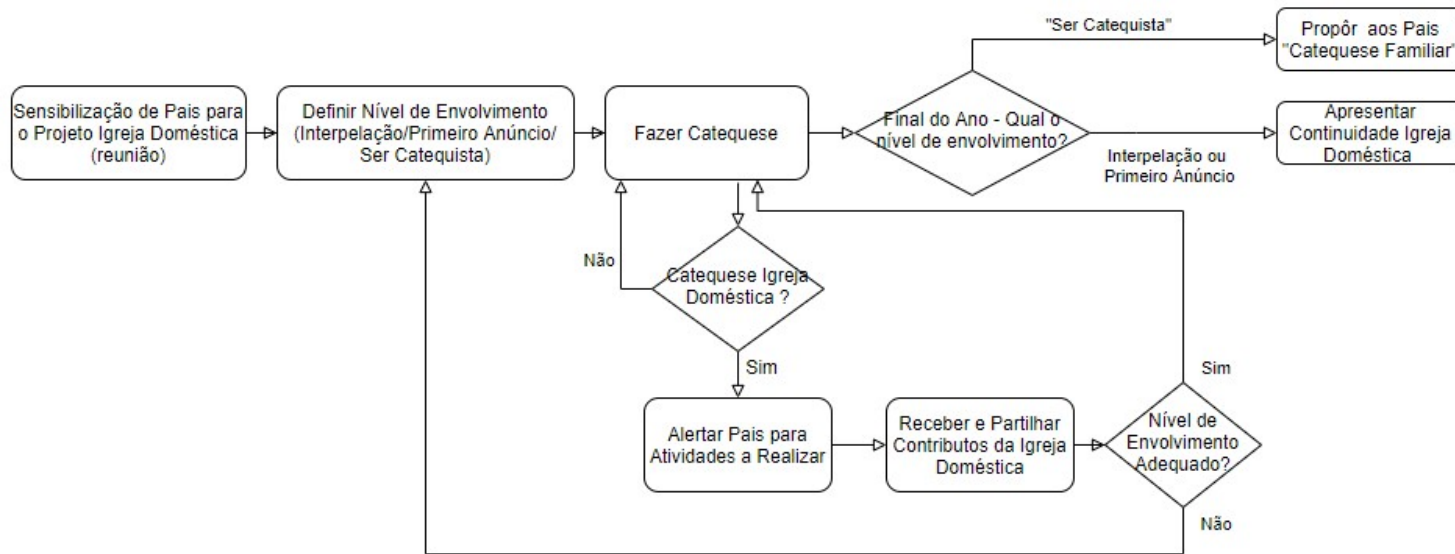 "Ser Catequista"
Propôr aos Pais
"Catequese Familiar"
Sensibilização de Pais para
o Projeto Igreja Doméstica
(reunião)
Definir Nível de Envolvimento
(Interpelação/Primeiro Anúncio/
Ser Catequista)
Fazer Catequese
Final do Ano - Qual o
nível de envolvimento?
Apresentar
Continuidade Igreja
Doméstica
Interpelação ou
Primeiro Anúncio
Não
Catequese Igreja
Doméstica ?
Sim
Alertar Pais para
Atividades a Realizar
Receber e Partilhar
Contributos da Igreja
Doméstica
Nível de
Envolvimento
Adequado?
Sim
Não